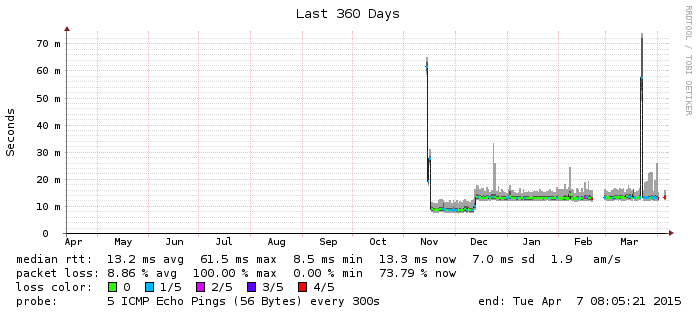 Last 360 Days
RRDTOOL / TOBI OETIKER
Seconds
70 m
60 m
50 m
40 m
30 m
20 m
10 m
0
Apr May Jun Jul Aug Sep Oct Nov Dec Jan Feb Mar
median rtt: 13.2 ms avg 61.5 ms max 8.5 ms min 13.3 ms now 7.0 ms sd 1.9 am/s
packet loss: 8.86 % avg 100.00 % max 0.00 % min 73.79 % now
loss color: 0 1/5 2/5 3/5 4/5
probe: 5 ICMP Echo Pings (56 Bytes) every 300s end: Tue Apr 7 08:05:21 2015